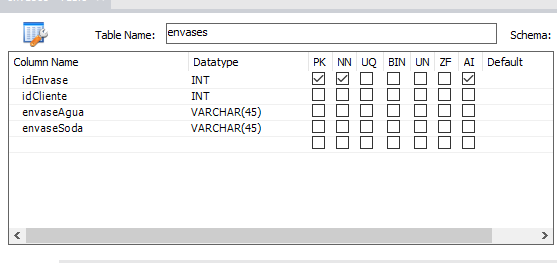 Table Name: envases Schema:
Column Name Datatype PK NN UQ BIN UN ZF AI Default
idEnvase INT
idCliente INT
envaseAgua VARCHAR(45)
envaseSoda VARCHAR(45)